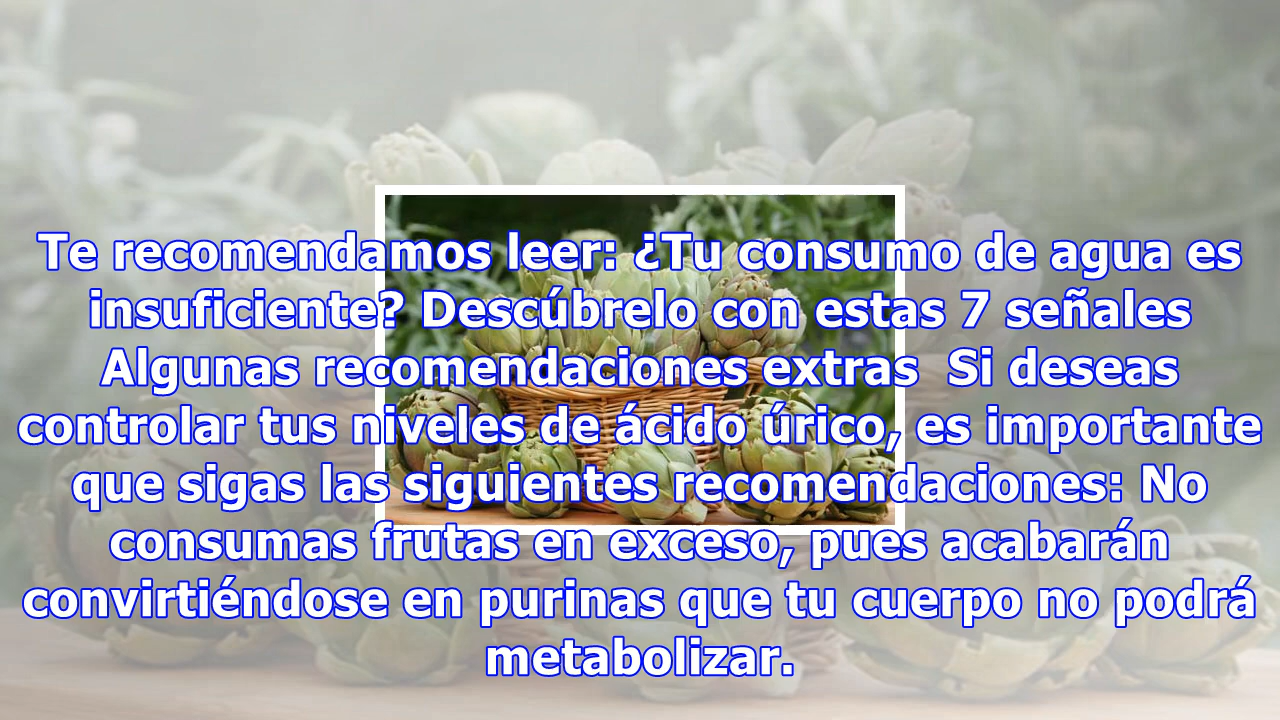 Te recomendamos leer: ¿Tu consumo de agua es
insuficiente? Descúbrelo con estas 7 señales
Algunas recomendaciones extras  Si deseas
controlar tus niveles de ácido úrico, es importante
que sigas las siguientes recomendaciones: No
consumas frutas en exceso, pues acabarán
convirtiéndose en purinas que tu cuerpo no podrá
metabolizar.